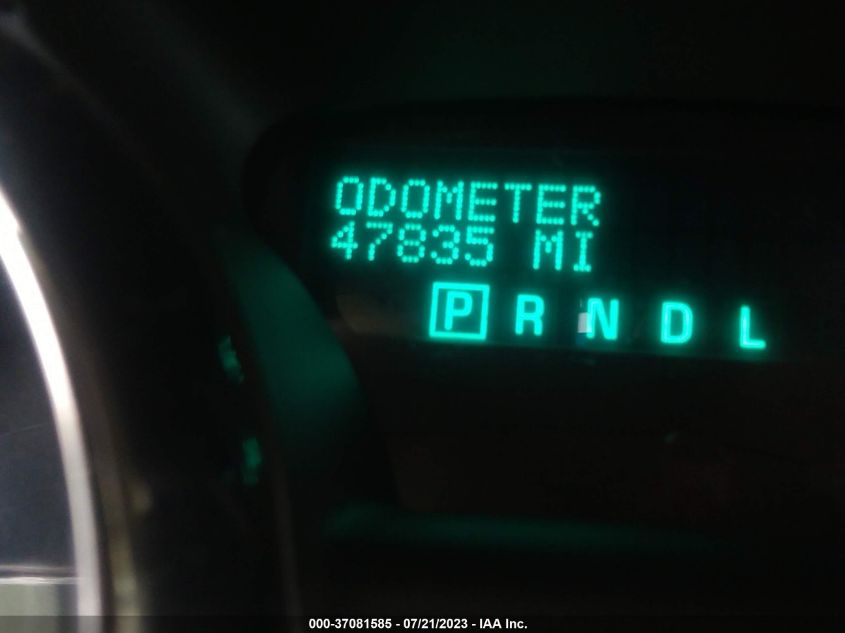 ODOMETER
47835 MI
P R N D L
000-37081585 - 07/21/2023 - IAA Inc.